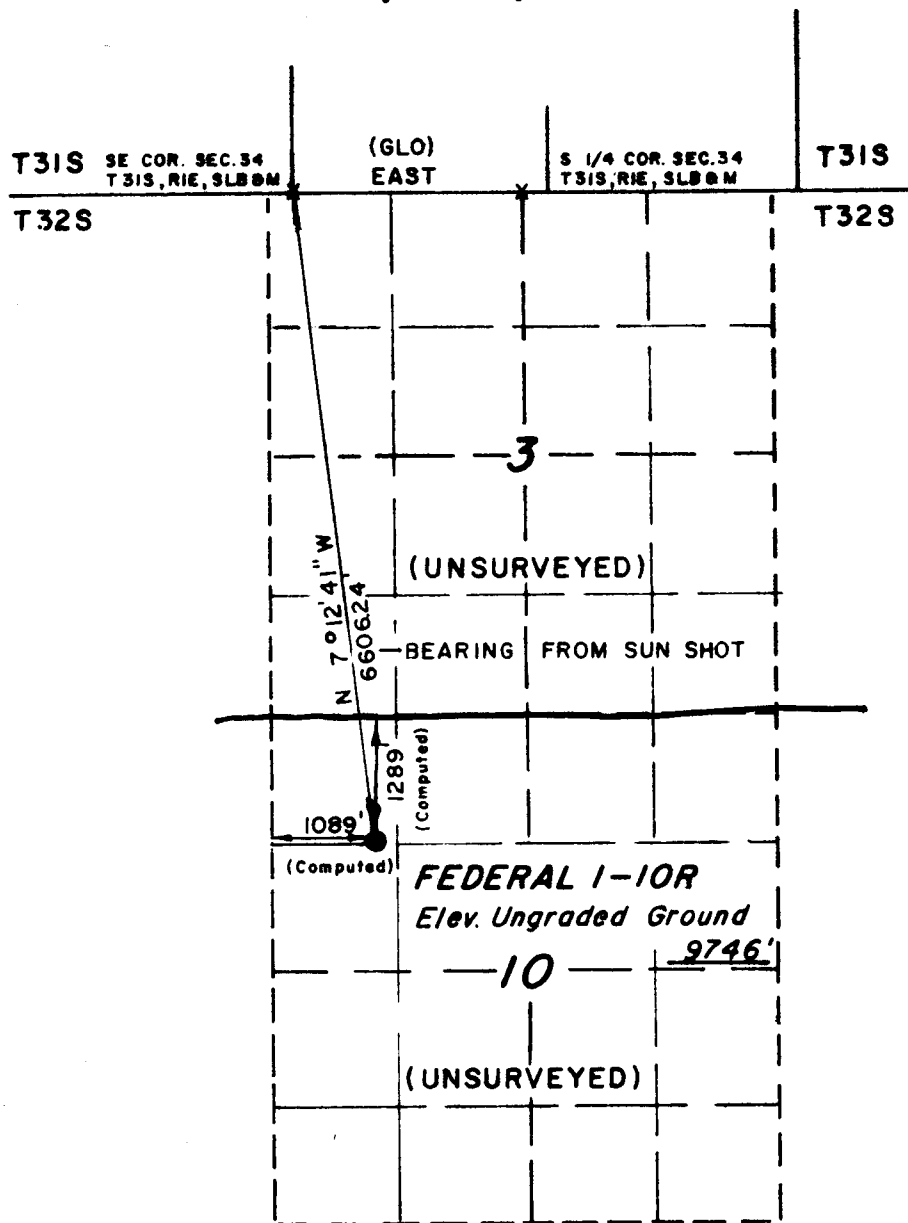 T31S
SE COR. SEC.34
T31S, R1E, SLB&M
(GLO)
EAST
S 1/4 COR. SEC.34
T31S, R1E, SLB&M
T31S
T32S
T32S
3
(UNSURVEYED)
N 7°12'41" W
6606.24'
BEARING FROM SUN SHOT
1289'
(Computed)
1089'
(Computed)
FEDERAL 1-10R
Elev. Ungraded Ground
9746'
10
(UNSURVEYED)